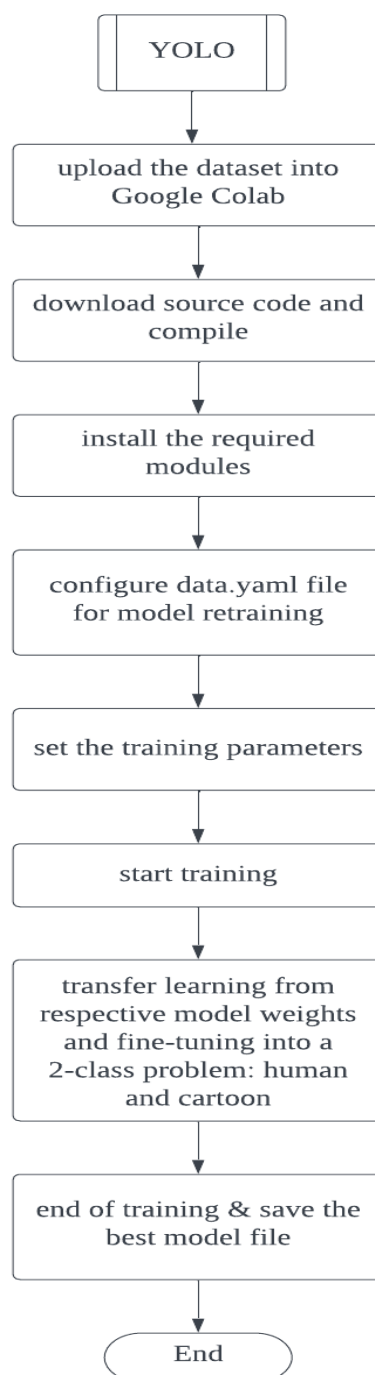 YOLO
upload the dataset into
Google Colab
download source code and
compile
install the required
modules
configure data.yaml file
for model retraining
set the training parameters
start training
transfer learning from
respective model weights
and fine-tuning into a
2-class problem: human
and cartoon
end of training & save the
best model file
End